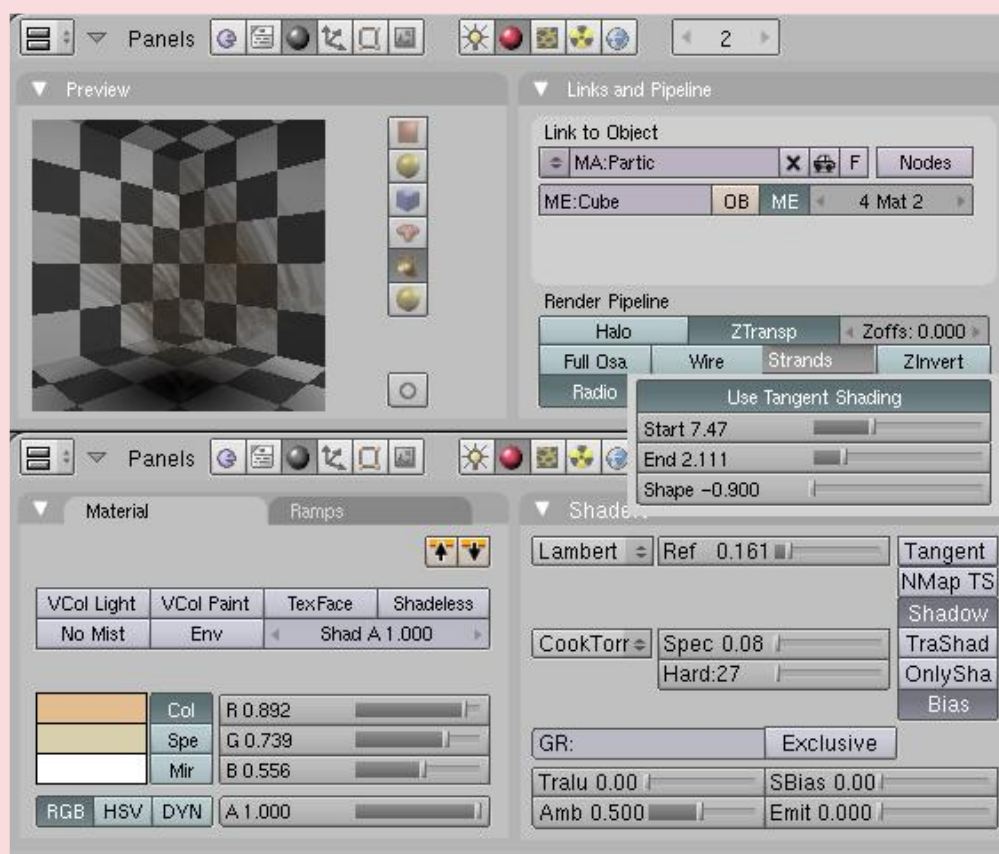 Panels
2
Preview
Links and Pipeline
Link to Object
MA:Partic
F
Nodes
ME:Cube
OB
ME
4 Mat 2
Render Pipeline
Halo
ZTransp
Zoffs: 0.000
Full Osa
Wire
Strands
ZInvert
Radio
Use Tangent Shading
Start 7.47
End 2.111
Shape -0.900
Panels
Material
Ramps
VCol Light
VCol Paint
TexFace
Shadeless
No Mist
Env
Shad A 1.000
Col
R 0.892
Spe
G 0.739
Mir
B 0.556
RGB
HSV
DYN
A 1.000
Lambert
Ref 0.161
Tangent
NMap TS
Shadow
CookTorr
Spec 0.08
TraShad
Hard:27
OnlySha
Bias
GR:
Exclusive
Tralu 0.00
SBias 0.00
Amb 0.500
Emit 0.000